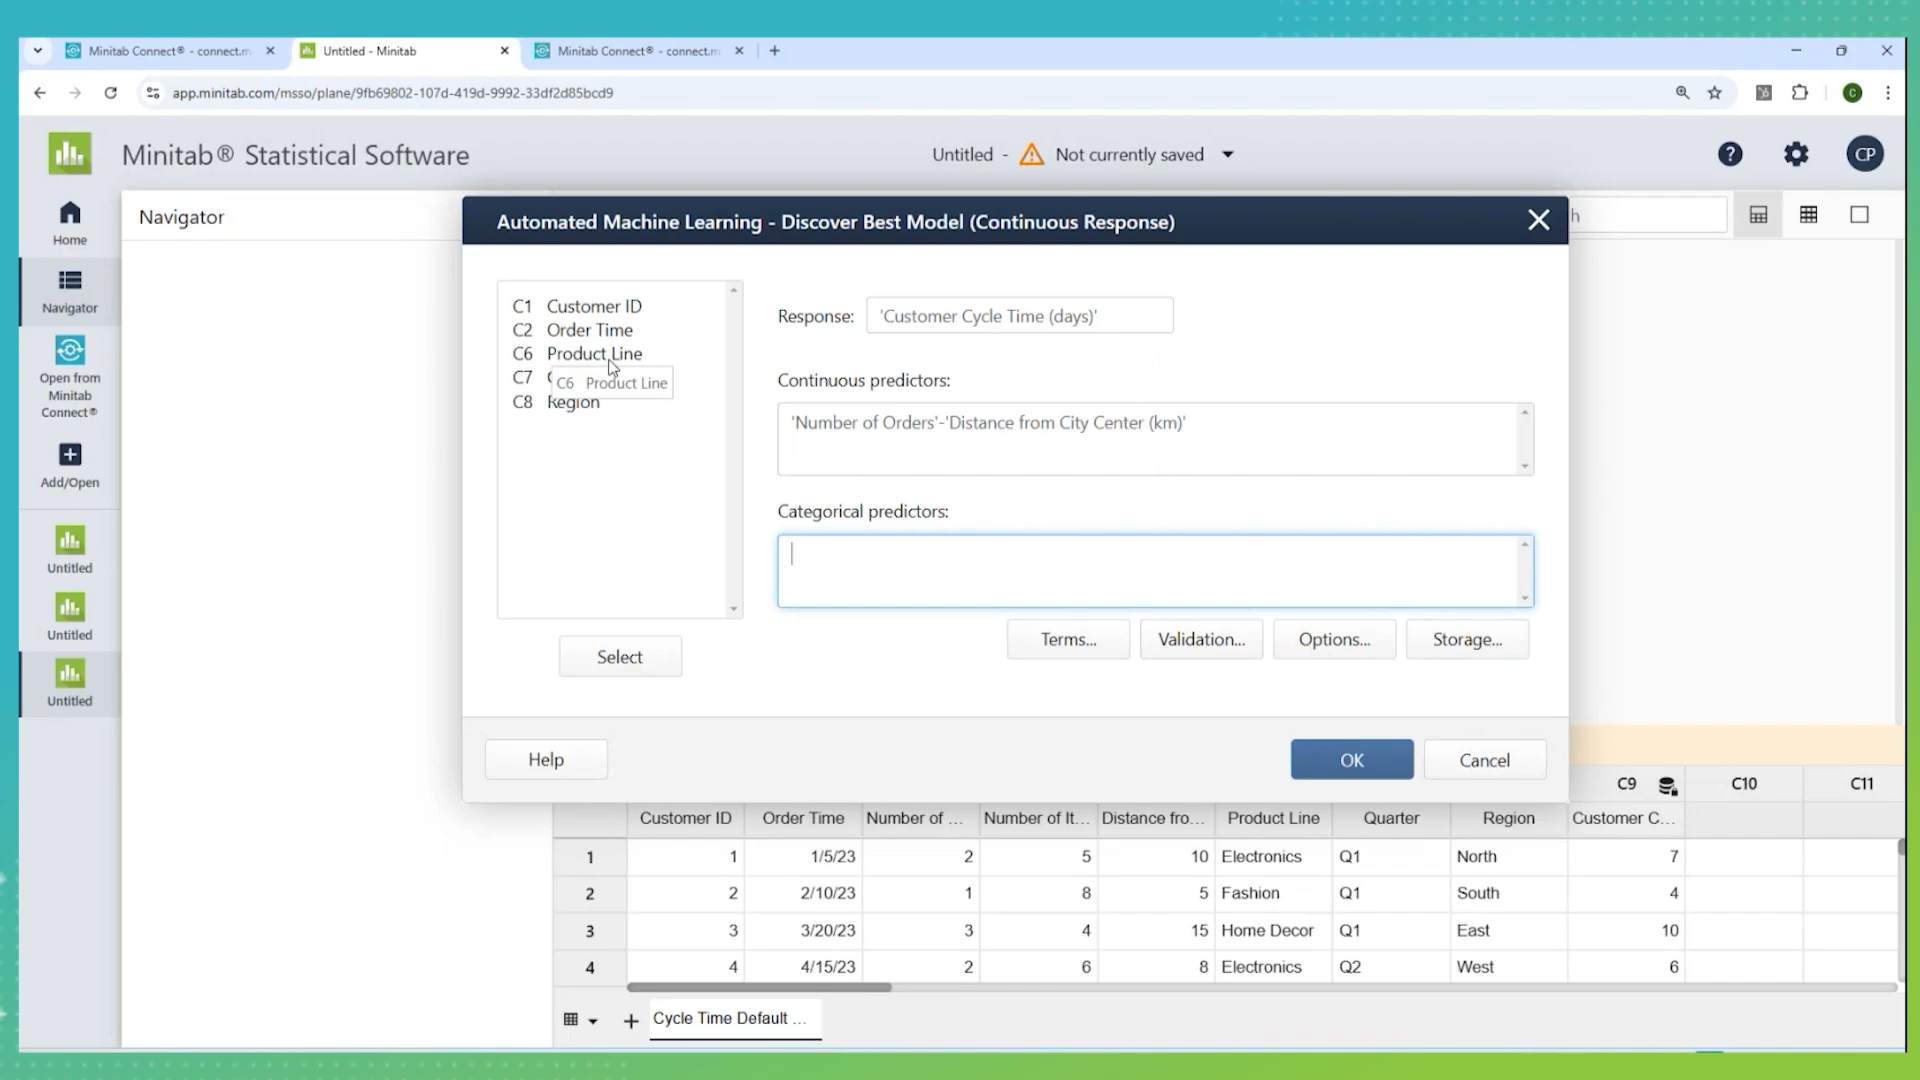 Minitab Connect® - connect.m
Untitled - Minitab
Minitab Connect® - connect.m
app.minitab.com/msso/plane/9fb69802-107d-419d-9992-33df2d85bcd9
C
Minitab® Statistical Software
Untitled - Not currently saved
?
CP
Home
Navigator
Open from
Minitab
Connect®
Add/Open
Untitled
Untitled
Untitled
Navigator
h
Automated Machine Learning - Discover Best Model (Continuous Response)
C1 Customer ID
C2 Order Time
C6 Product Line
C7
C6 Product Line
C8 Region
Select
Response: 'Customer Cycle Time (days)'
Continuous predictors:
'Number of Orders'-'Distance from City Center (km)'
Categorical predictors:
Terms... Validation... Options... Storage...
Help OK Cancel
C9 C10 C11
Customer ID Order Time Number of ... Number of It... Distance fro... Product Line Quarter Region Customer C...
1 1 1/5/23 2 5 10 Electronics Q1 North 7
2 2 2/10/23 1 8 5 Fashion Q1 South 4
3 3 3/20/23 3 4 15 Home Decor Q1 East 10
4 4 4/15/23 2 6 8 Electronics Q2 West 6
Cycle Time Default ...